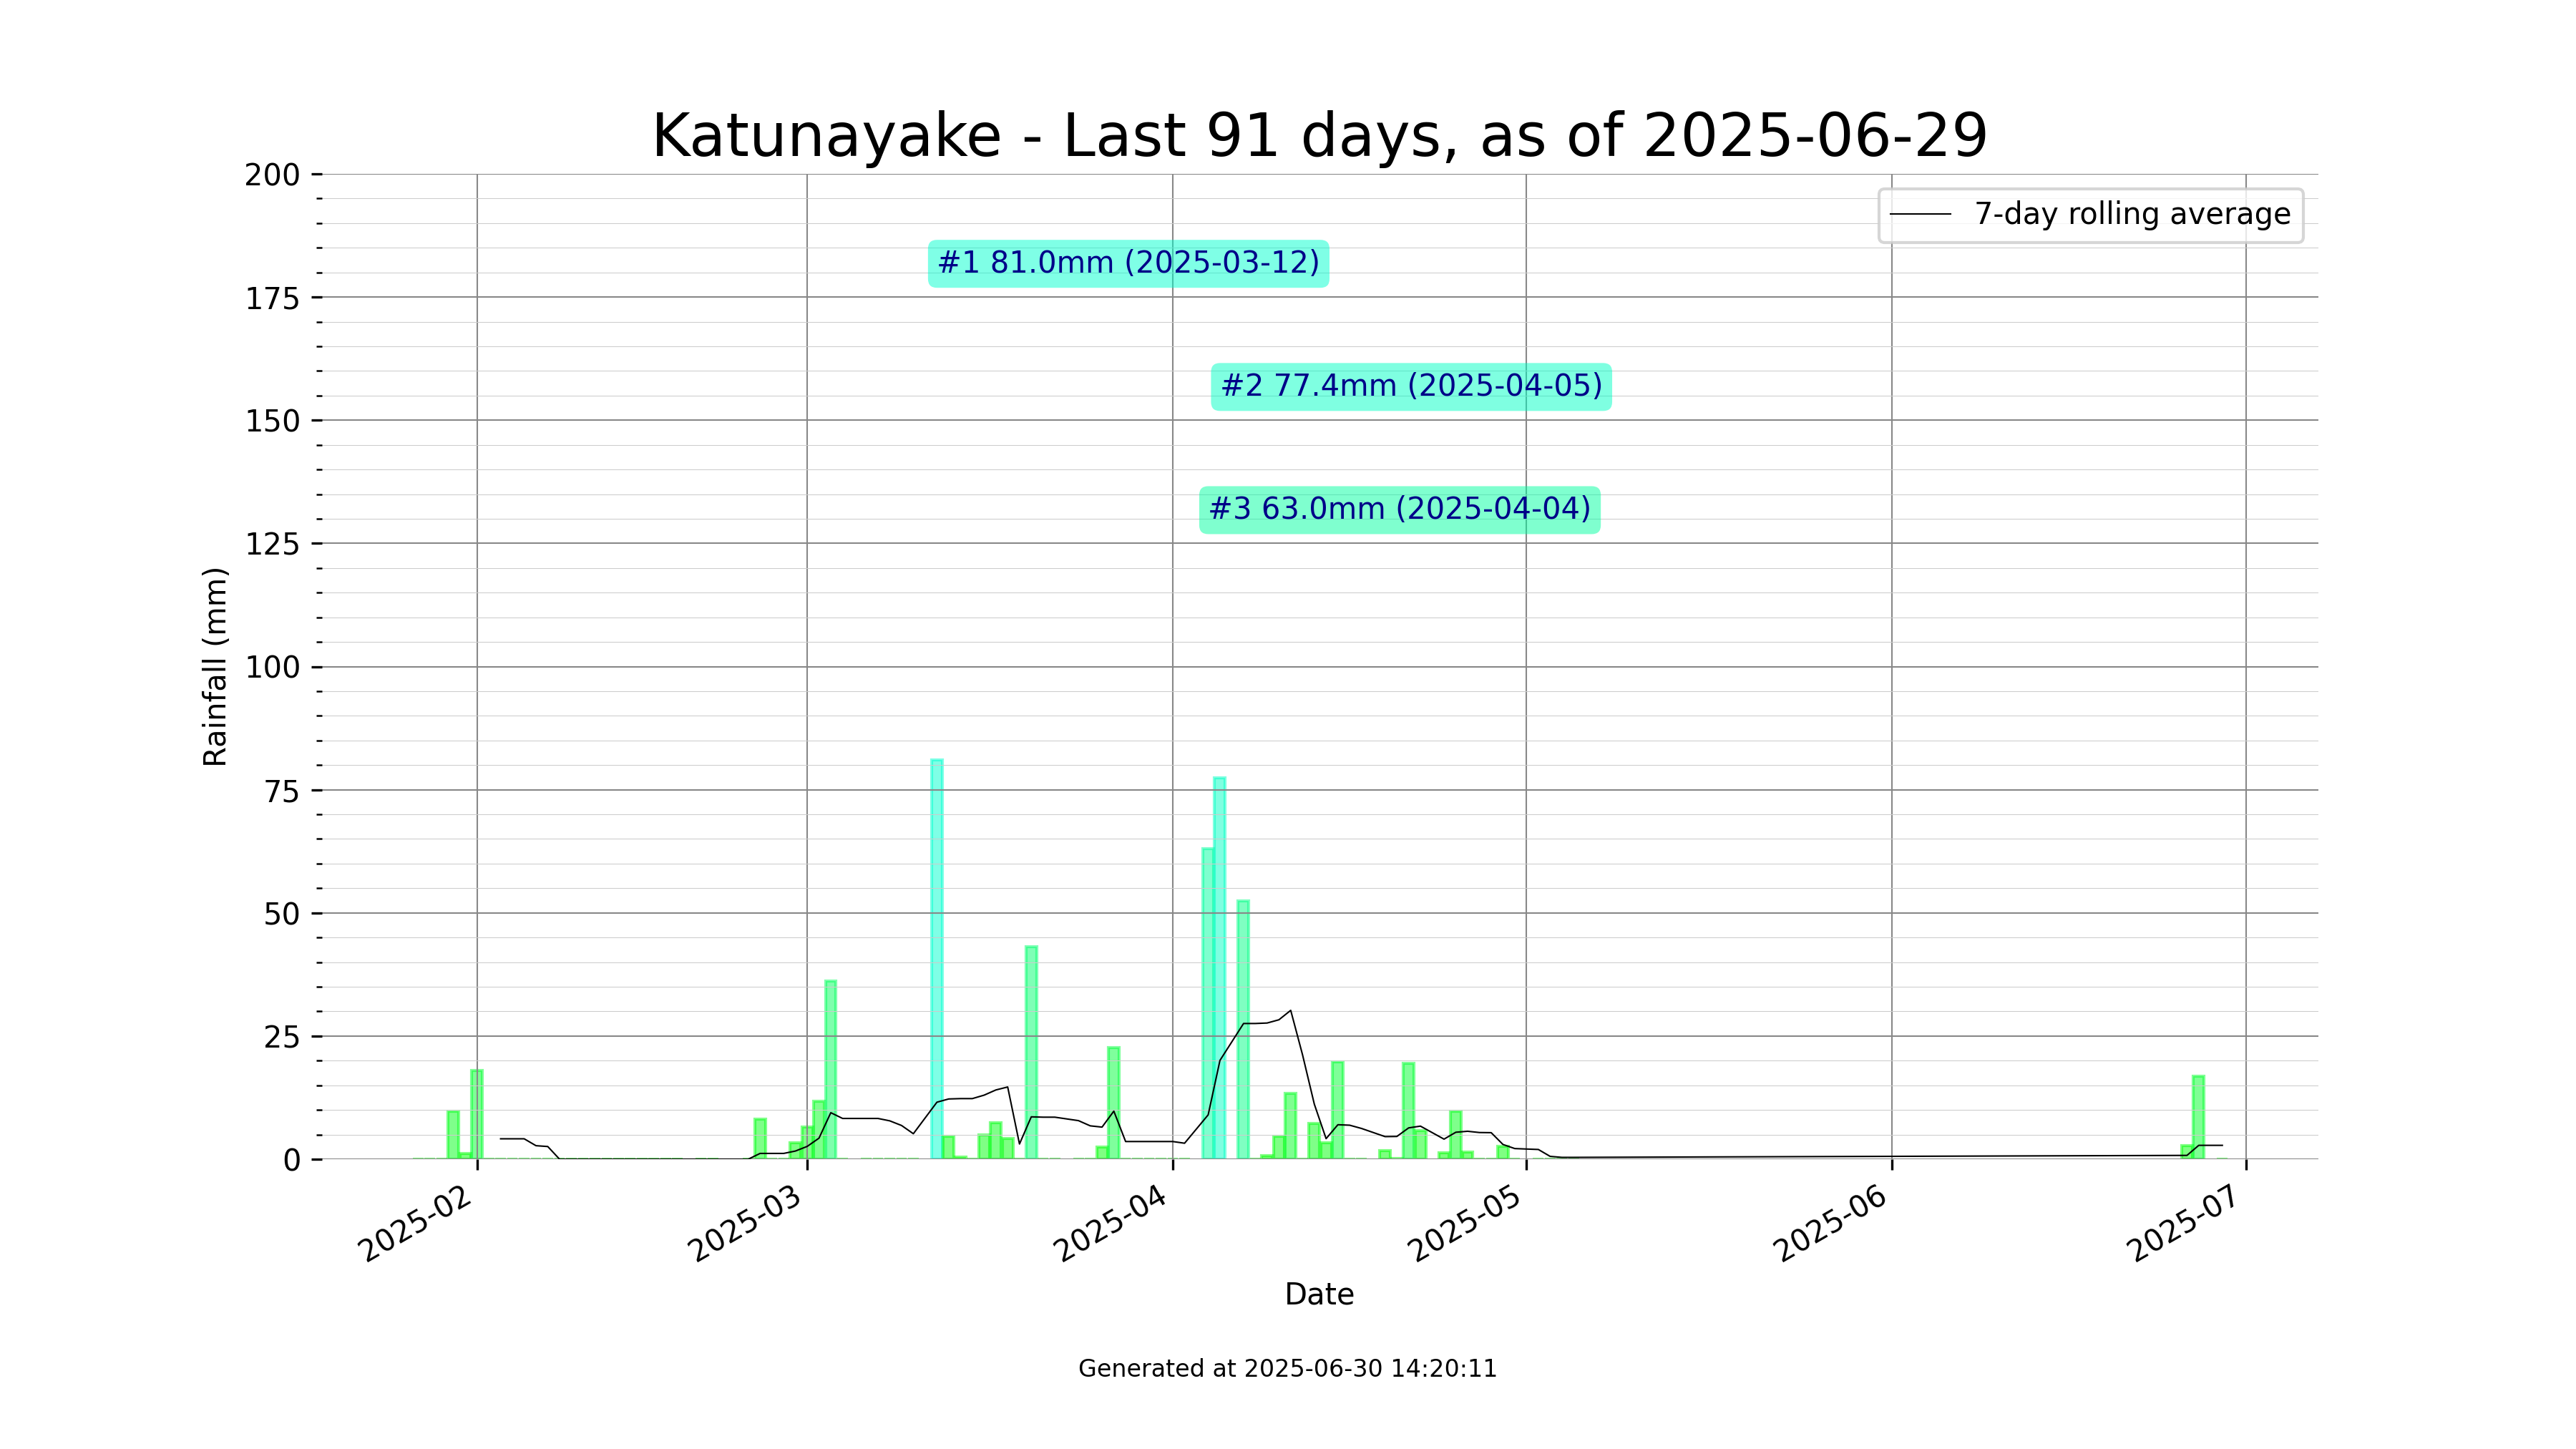 Katunayake - Last 91 days, as of 2025-06-29
7-day rolling average
#1 81.0mm (2025-03-12)
#2 77.4mm (2025-04-05)
#3 63.0mm (2025-04-04)
Rainfall (mm)
200
175
150
125
100
75
50
25
0
2025-02
2025-03
2025-04
2025-05
2025-06
2025-07
Date
Generated at 2025-06-30 14:20:11